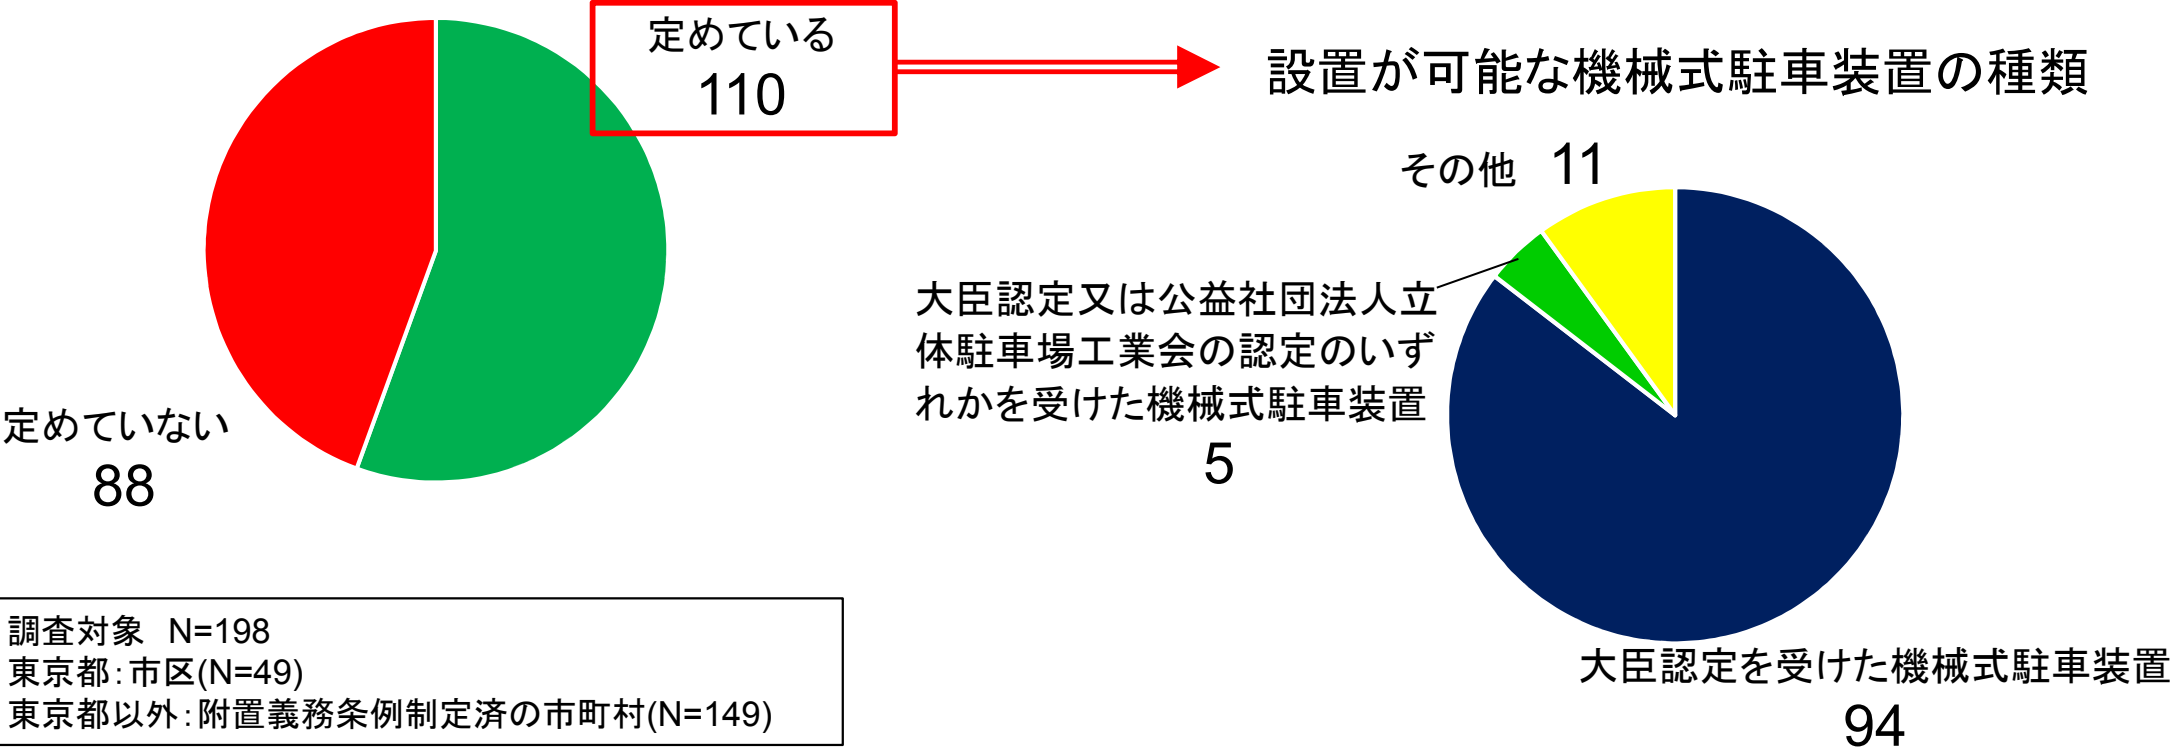 定めている
110
設置が可能な機械式駐車装置の種類
その他 11
大臣認定又は公益社団法人立
体駐車場工業会の認定のいず
れかを受けた機械式駐車装置
5
定めていない
88
大臣認定を受けた機械式駐車装置
94
調査対象 N=198
東京都:市区(N=49)
東京都以外:附置義務条例制定済の市町村(N=149)